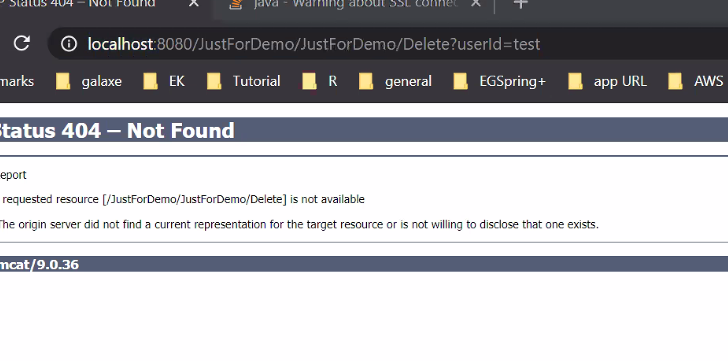 P Status 404 – Not Found
java - Warning about SSL connec
localhost:8080/JustForDemo/JustForDemo/Delete?userId=test
marks galaxe EK Tutorial R general EGSpring+ app URL AWS
Status 404 – Not Found
eport
requested resource [/JustForDemo/JustForDemo/Delete] is not available
The origin server did not find a current representation for the target resource or is not willing to disclose that one exists.
mcat/9.0.36